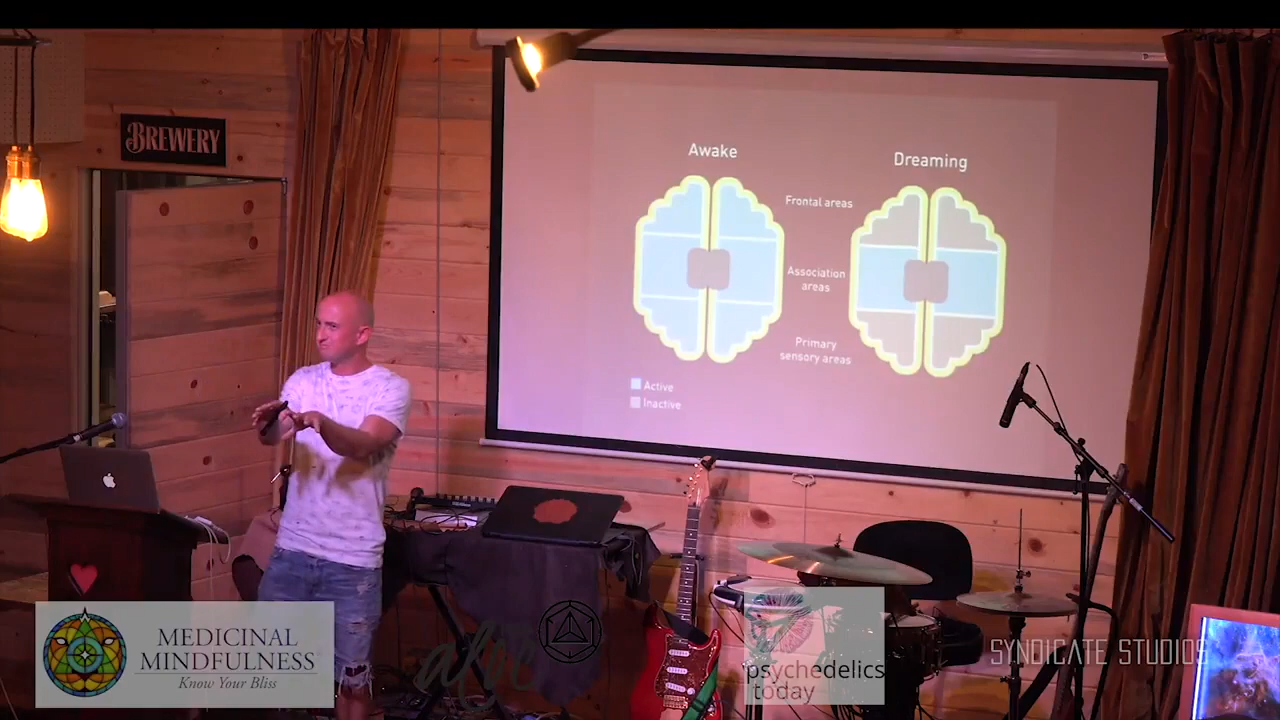 BREWERY
Awake
Dreaming
Frontal areas
Association
areas
Primary
sensory areas
Active
Inactive
MEDICINAL
MINDFULNESS
Know Your Bliss
psychedelics
today
SYNDICATE STUDIOS